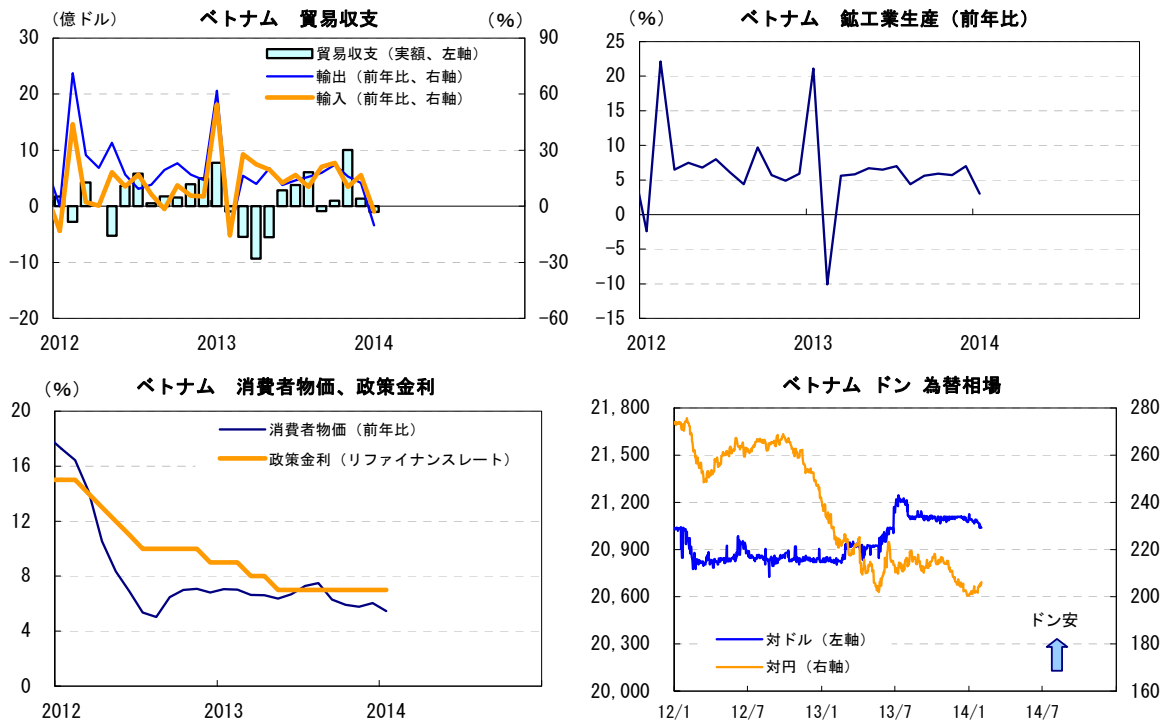 ベトナム 貿易収支
（億ドル）
（％）
貿易収支（実額、左軸）
輸出（前年比、右軸）
輸入（前年比、右軸）
30
20
10
0
-10
-20
90
60
30
0
-30
-60
2012 2013 2014
ベトナム 鉱工業生産（前年比）
（％）
25
20
15
10
5
0
-5
-10
-15
2012 2013 2014
ベトナム 消費者物価、政策金利
（％）
消費者物価（前年比）
政策金利（リファイナンスレート）
20
16
12
8
4
0
2012 2013 2014
ベトナム ドン 為替相場
21,800
21,500
21,200
20,900
20,600
20,300
20,000
280
260
240
220
200
180
160
ドン安
対ドル（左軸）
対円（右軸）
12/1 12/7 13/1 13/7 14/1 14/7